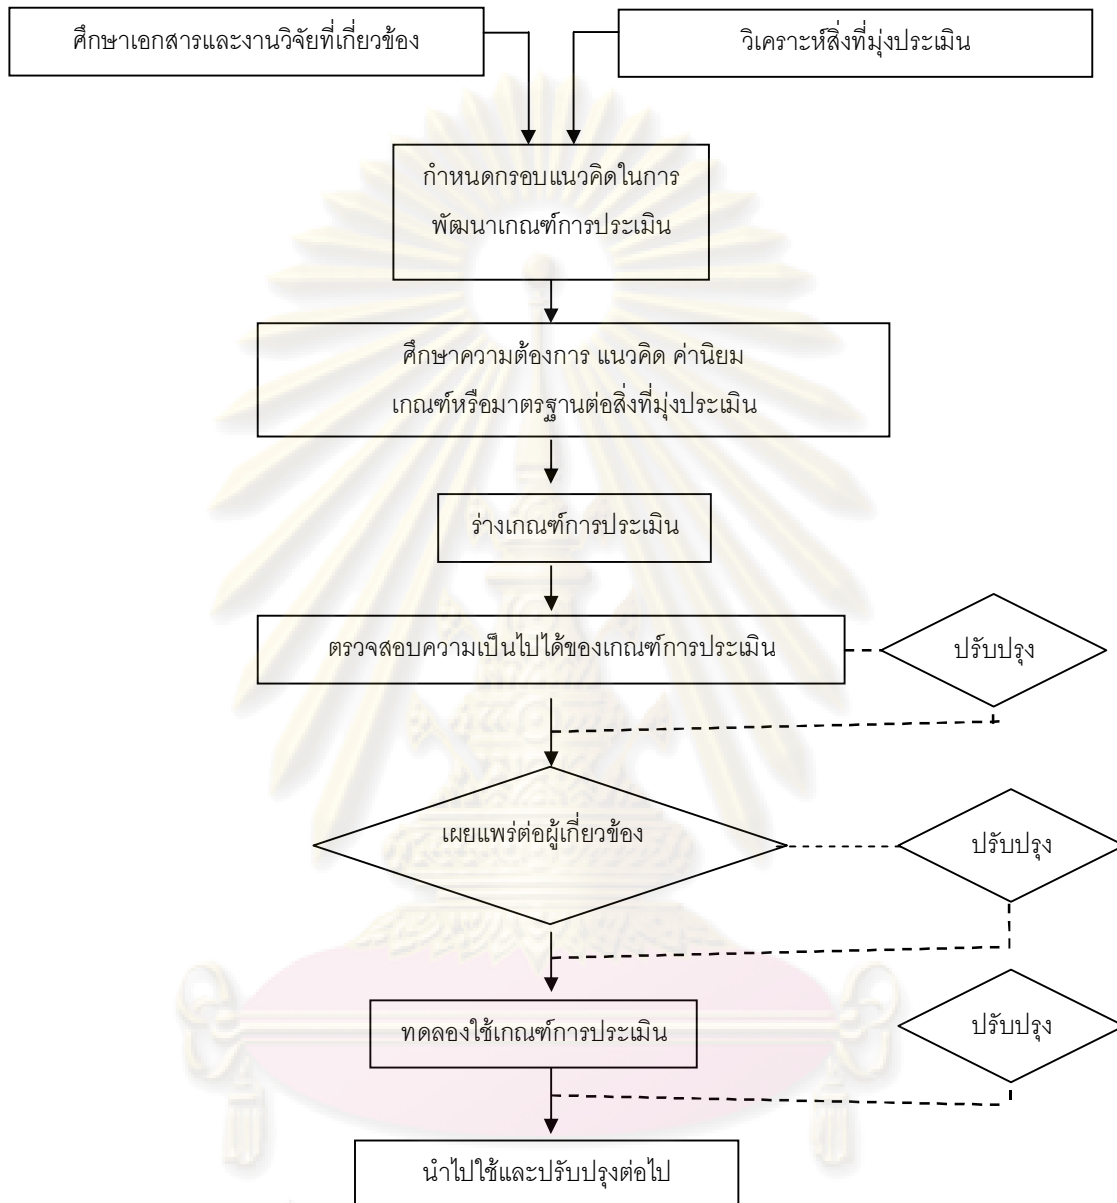 ศึกษาเอกสารและงานวิจัยที่เกี่ยวข้อง
วิเคราะห์สิ่งที่มุ่งประเมิน
กำหนดกรอบแนวคิดในการ
พัฒนาเกณฑ์การประเมิน
ศึกษาความต้องการ แนวคิด ค่านิยม
เกณฑ์หรือมาตรฐานต่อสิ่งที่มุ่งประเมิน
ร่างเกณฑ์การประเมิน
ตรวจสอบความเป็นไปได้ของเกณฑ์การประเมิน
ปรับปรุง
เผยแพร่ต่อผู้เกี่ยวข้อง
ปรับปรุง
ทดลองใช้เกณฑ์การประเมิน
ปรับปรุง
นำไปใช้และปรับปรุงต่อไป